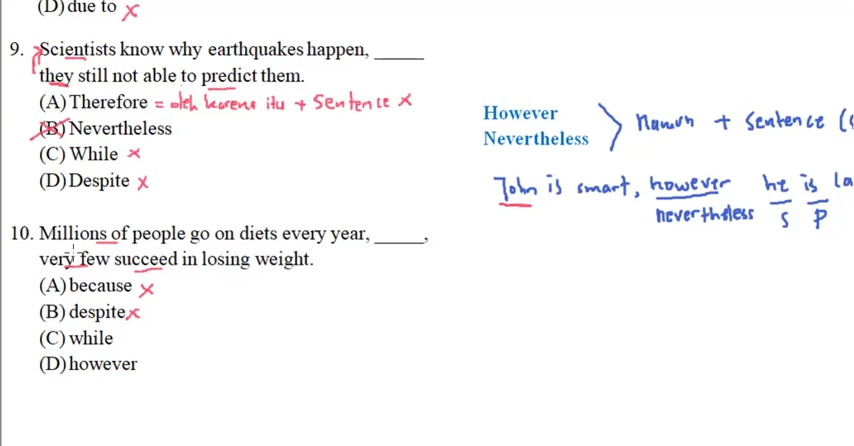 (D) due to x
9. Scientists know why earthquakes happen, _____
they still not able to predict them.
(A) Therefore = oleh karena itu + Sentence x
(B) Nevertheless
(C) While x
(D) Despite x
However
Nevertheless
Namun + sentence (
John is smart, however he is la
nevertheless S P
10. Millions of people go on diets every year, _____,
very few succeed in losing weight.
(A) because x
(B) despite x
(C) while
(D) however